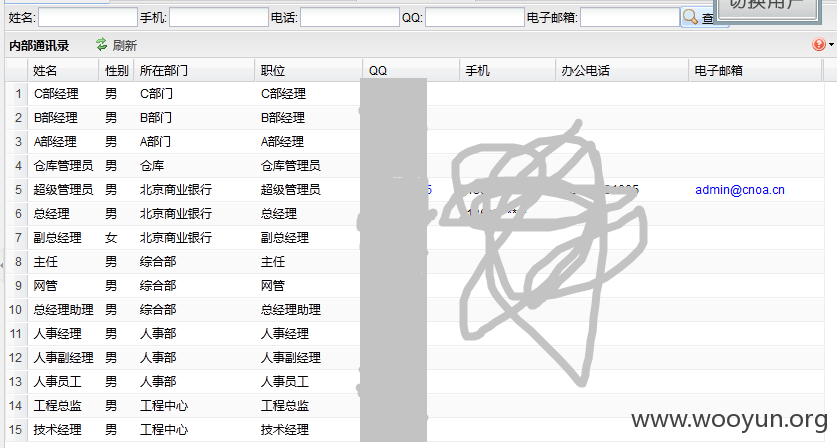 切换用户
姓名: 手机: 电话: QQ: 电子邮箱:
内部通讯录 刷新
姓名 性别 所在部门 职位 QQ 手机 办公电话 电子邮箱
1 C部经理 男 C部门 C部经理
2 B部经理 男 B部门 B部经理
3 A部经理 男 A部门 A部经理
4 仓库管理员 男 仓库 仓库管理员
5 超级管理员 男 北京商业银行 超级管理员 admin@cnoa.cn
6 总经理 男 北京商业银行 总经理
7 副总经理 女 北京商业银行 副总经理
8 主任 男 综合部 主任
9 网管 男 综合部 网管
10 总经理助理 男 综合部 总经理助理
11 人事经理 男 人事部 人事经理
12 人事副经理 男 人事部 人事副经理
13 人事员工 男 人事部 人事员工
14 工程总监 男 工程中心 工程总监
15 技术经理 男 工程中心 技术经理
www.wooyun.org